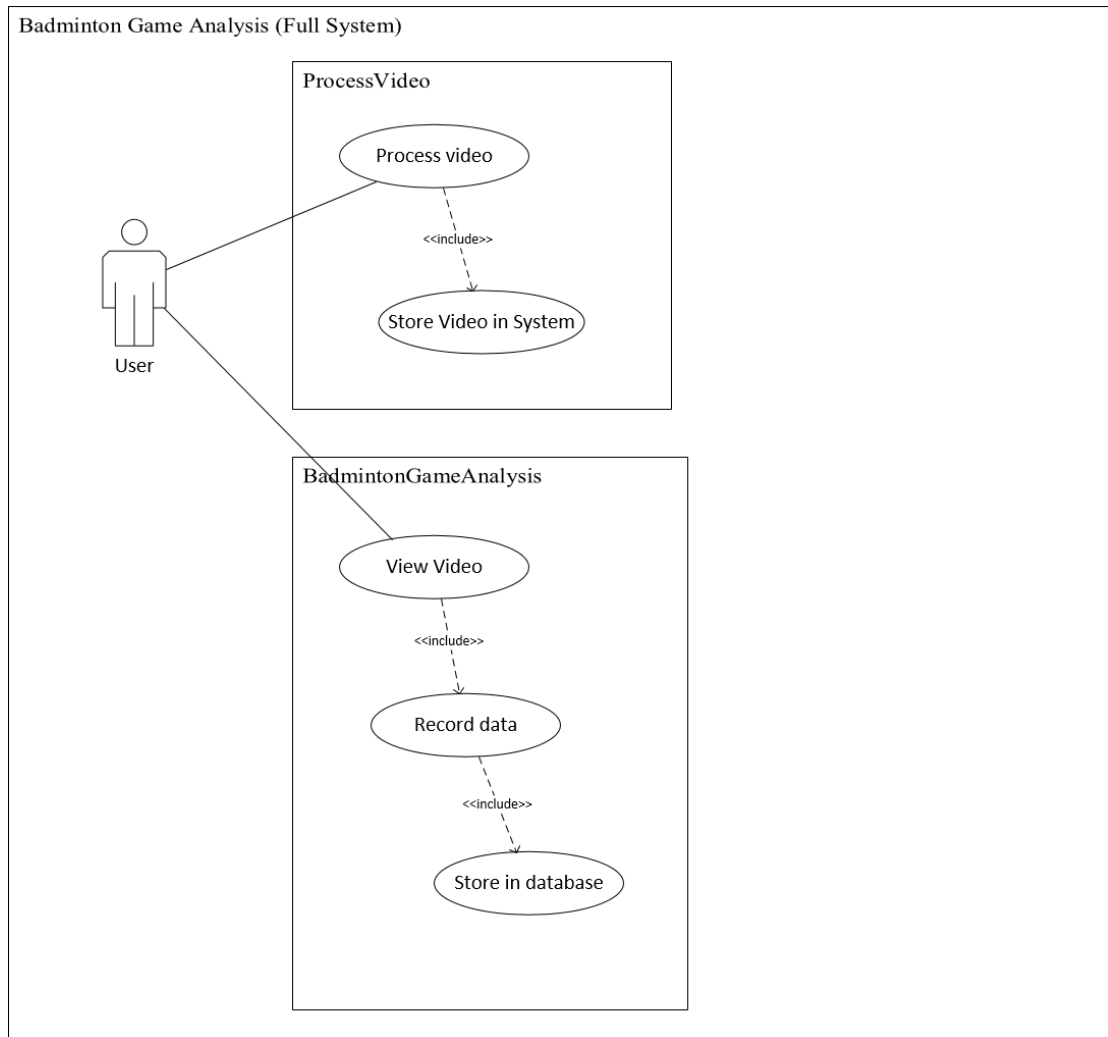 Badminton Game Analysis (Full System)
ProcessVideo
Process video
<<include>>
Store Video in System
User
BadmintonGameAnalysis
View Video
<<include>>
Record data
<<include>>
Store in database